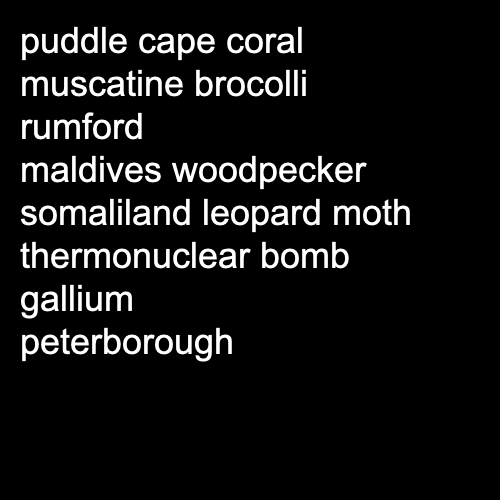 puddle cape coral
muscatine brocolli
rumford
maldives woodpecker
somaliland leopard moth
thermonuclear bomb
gallium
peterborough